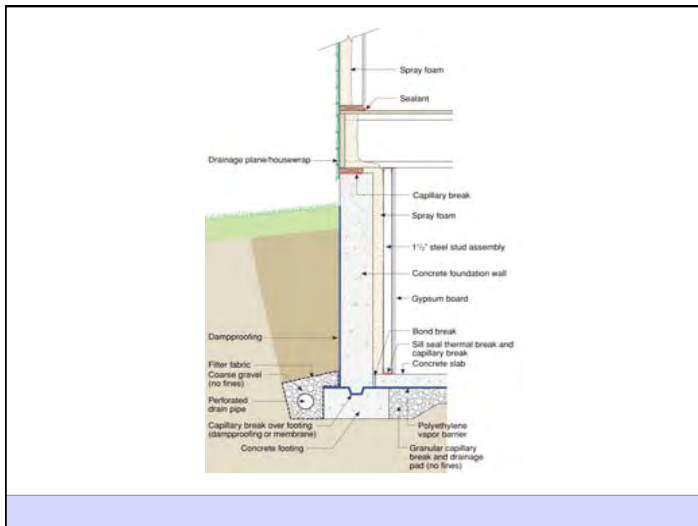 Spray foam
Sealant
Drainage plane/housewrap
Capillary break
Spray foam
1 1/2" steel stud assembly
Concrete foundation wall
Gypsum board
Bond break
Dampproofing
Sill seal thermal break and
capillary break
Concrete slab
Filter fabric
Coarse gravel
(no fines)
Perforated
drain pipe
Capillary break over footing
(dampproofing or membrane)
Concrete footing
Polyethylene
vapor barrier
Granular capillary
break and drainage
pad (no fines)